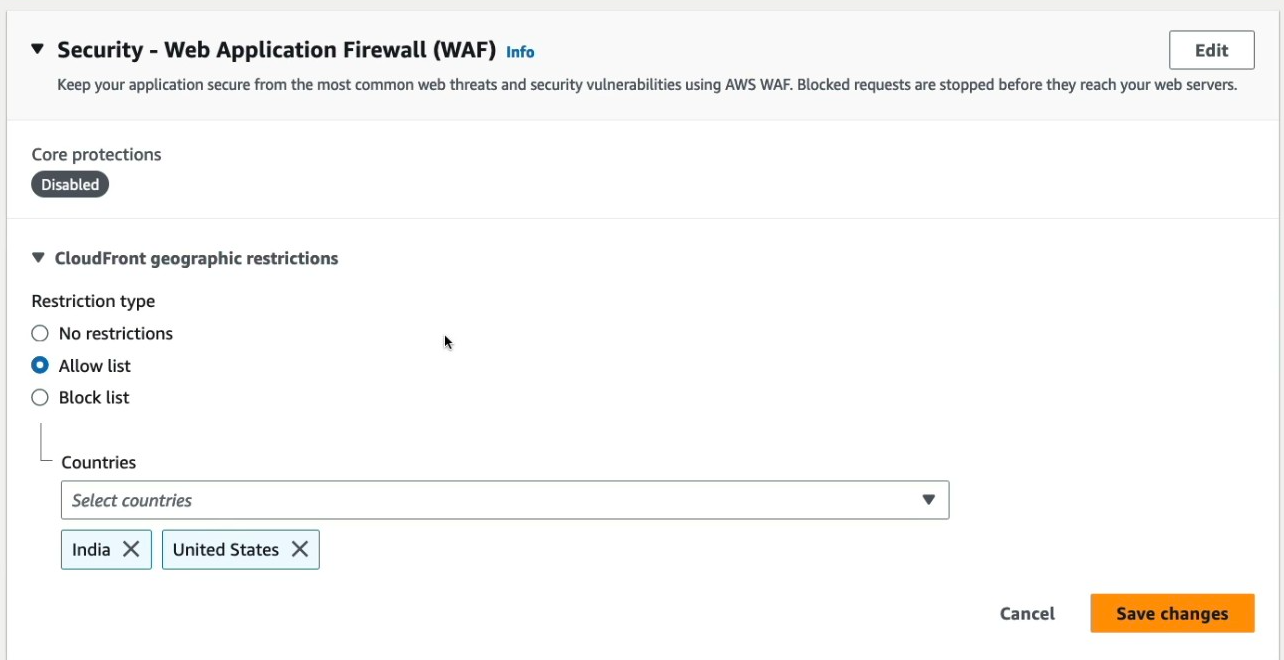 Security - Web Application Firewall (WAF) Info
Edit
Keep your application secure from the most common web threats and security vulnerabilities using AWS WAF. Blocked requests are stopped before they reach your web servers.
Core protections
Disabled
CloudFront geographic restrictions
Restriction type
No restrictions
Allow list
Block list
Countries
Select countries
India United States
Cancel Save changes